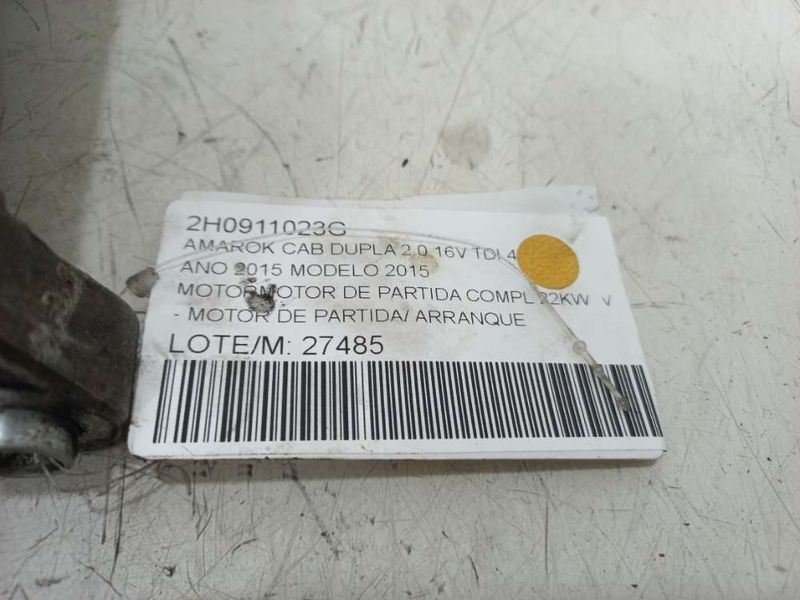 2H0911023G
AMAROK CAB DUPLA 2.0 16V TDI 4
ANO 2015 MODELO 2015
MOTORMOTOR DE PARTIDA COMPL 22KW V
- MOTOR DE PARTIDA/ ARRANQUE
LOTE/M: 27485